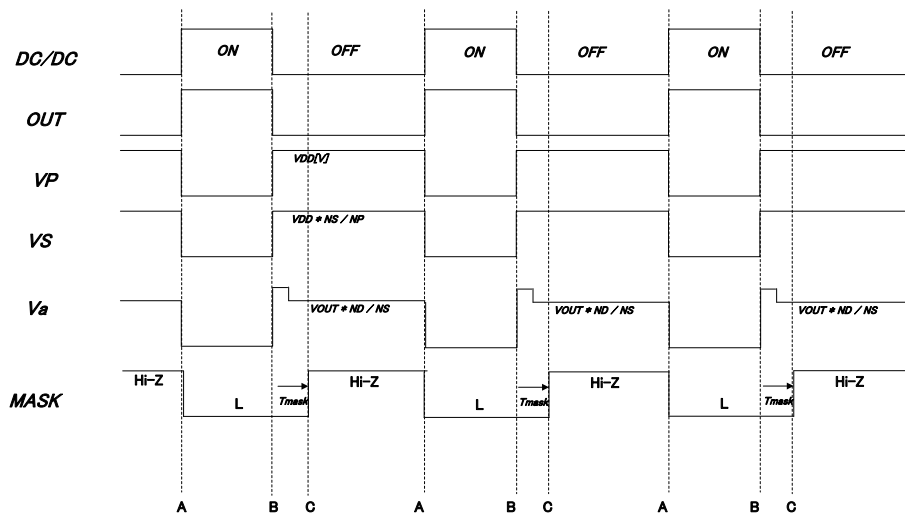 DC/DC ON OFF ON OFF ON OFF
OUT
VP VDD[V]
VS VDD * NS / NP
Va VOUT * ND / NS VOUT * ND / NS VOUT * ND / NS
Hi-Z Hi-Z Hi-Z Hi-Z
MASK L Tmask L Tmask L Tmask
A B C A B C A B C